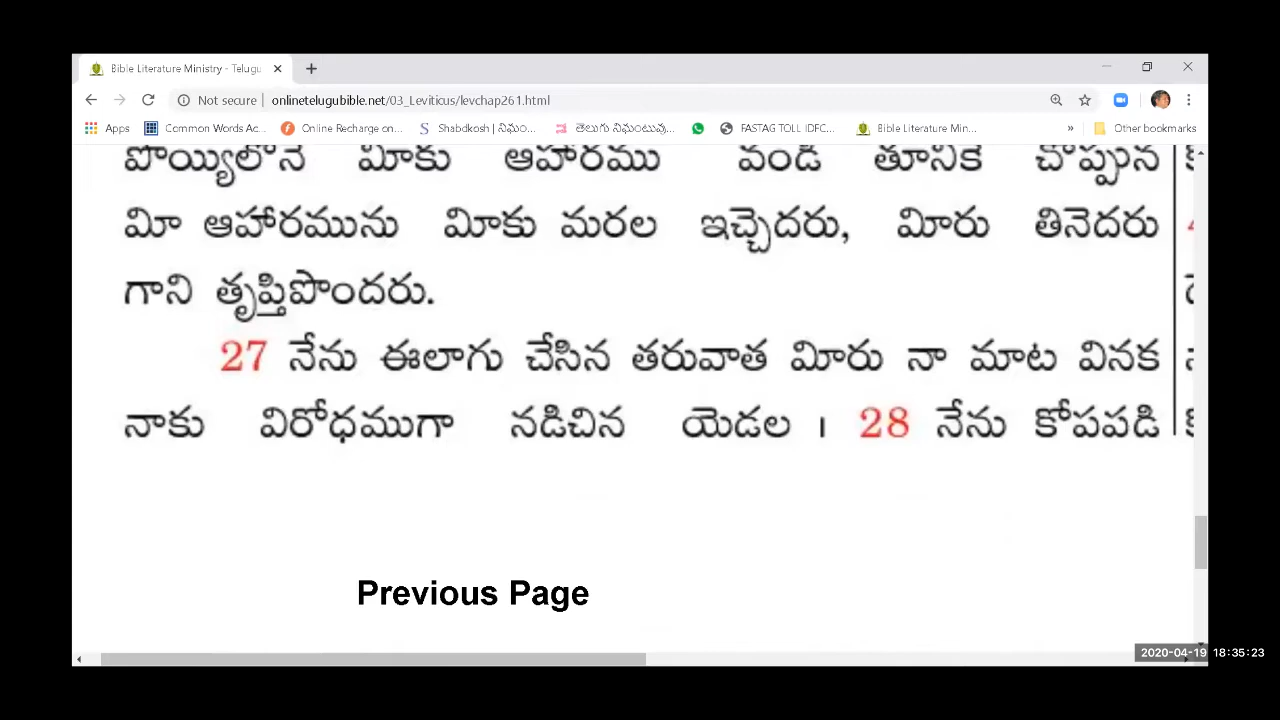 Bible Literature Ministry - Telugu
Not secure | onlinetelugubible.net/03_Leviticus/levchap261.html
Apps Common Words Ac... Online Recharge on... Shabdkosh | నిఘం... తెలుగు నిఘంటువు... FASTAG TOLL IDFC... Bible Literature Min... » Other bookmarks
పొయ్యిలోనే మీకు ఆహారము వండి తూనికె చొప్పున
మీ ఆహారమును మీకు మరల ఇచ్చెదరు, మీరు తినెదరు
గాని తృప్తిపొందరు.
27 నేను ఈలాగు చేసిన తరువాత మీరు నా మాట వినక
నాకు విరోధముగా నడిచిన యెడల । 28 నేను కోపపడి
Previous Page
2020-04-19 18:35:23